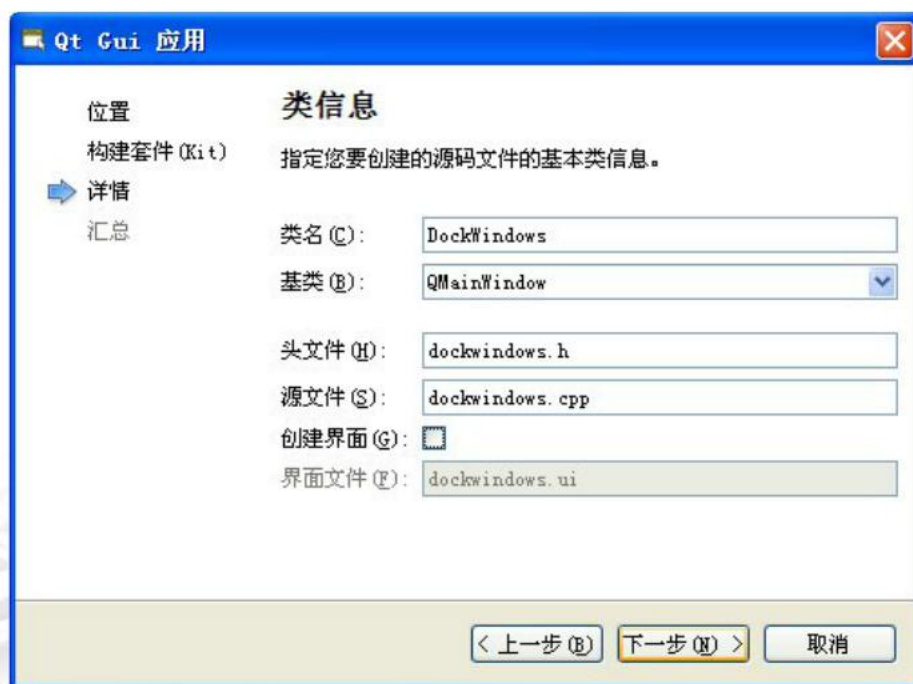 Qt Gui 应用
位置
构建套件(Kit)
详情
汇总
类信息
指定您要创建的源码文件的基本类信息。
类名(C): DockWindows
基类(B): QMainWindow
头文件(H): dockwindows.h
源文件(S): dockwindows.cpp
创建界面(G):
界面文件(F): dockwindows.ui
< 上一步(B) 下一步(N) > 取消